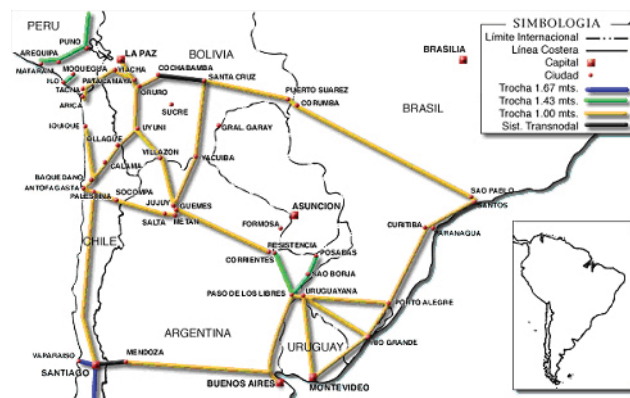 PERU
PUNO
AREQUIPA
MATARANI
MOQUEGUA
ILO
TACNA
ARICA
LA PAZ
VIACHA
PATACAMAYA
ORURO
BOLIVIA
COCHABAMBA
SANTA CRUZ
SUCRE
IQUIQUE
OLLAGUE
UYUNI
VILLAZON
GRAL. GARAY
YACUIBA
PUERTO SUAREZ
CORUMBA
BRASILIA
BRASIL
SIMBOLOGIA
Límite Internacional
Línea Costera
Capital
Ciudad
Trocha 1.67 mts.
Trocha 1.43 mts.
Trocha 1.00 mts.
Sist. Transnodal
CALAMA
BAQUEDANO
ANTOFAGASTA
PALESTINA
SOCOMPA
JUJUY
GUEMES
SALTA
METAN
ASUNCION
FORMOSA
SAO PABLO
SANTOS
CURITIBA
PARANAGUA
CHILE
RESISTENCIA
CORRIENTES
POSADAS
SAO BORJA
PASO DE LOS LIBRES
URUGUAYANA
PORTO ALEGRE
RIO GRANDE
ARGENTINA
URUGUAY
VAPARAISO
SANTIAGO
MENDOZA
BUENOS AIRES
MONTEVIDEO